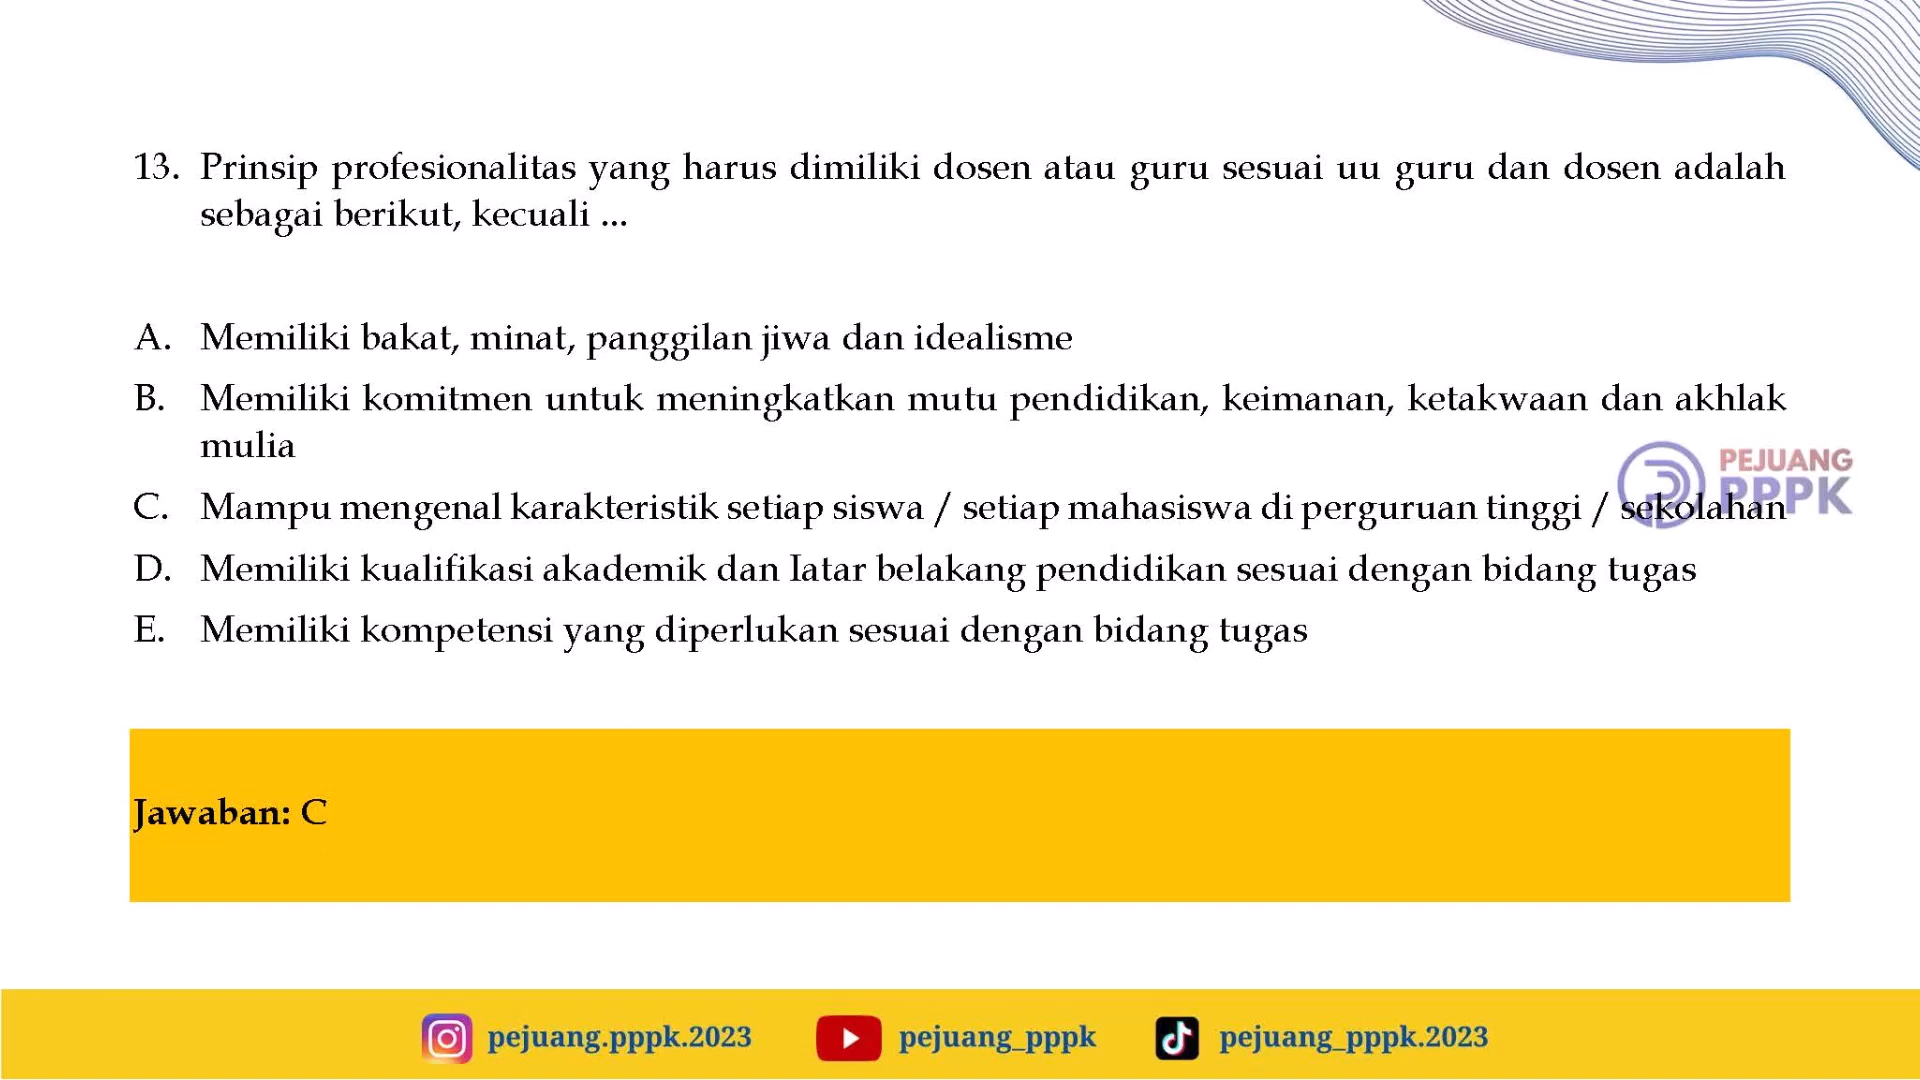 13. Prinsip profesionalitas yang harus dimiliki dosen atau guru sesuai uu guru dan dosen adalah
sebagai berikut, kecuali ...
A. Memiliki bakat, minat, panggilan jiwa dan idealisme
B. Memiliki komitmen untuk meningkatkan mutu pendidikan, keimanan, ketakwaan dan akhlak
mulia
PEJUANG
PPPK
C. Mampu mengenal karakteristik setiap siswa / setiap mahasiswa di perguruan tinggi / sekolahan
D. Memiliki kualifikasi akademik dan Iatar belakang pendidikan sesuai dengan bidang tugas
E. Memiliki kompetensi yang diperlukan sesuai dengan bidang tugas
Jawaban: C
pejuang.pppk.2023 pejuang_pppk pejuang_pppk.2023